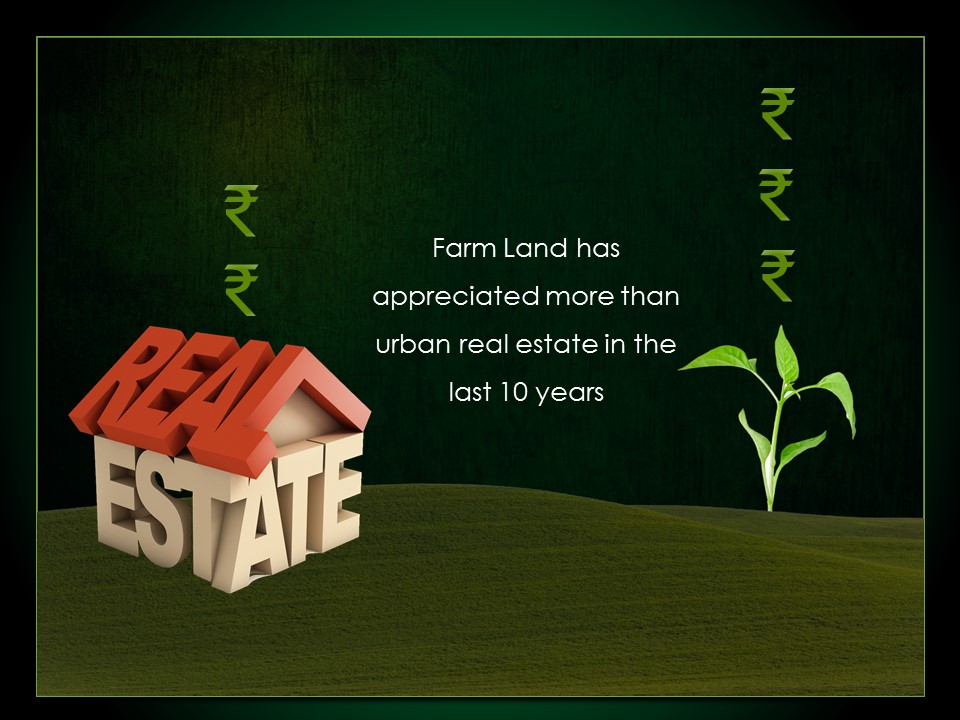 ₹
₹
₹
₹
₹
Farm Land has
appreciated more than
urban real estate in the
last 10 years
REAL
ESTATE